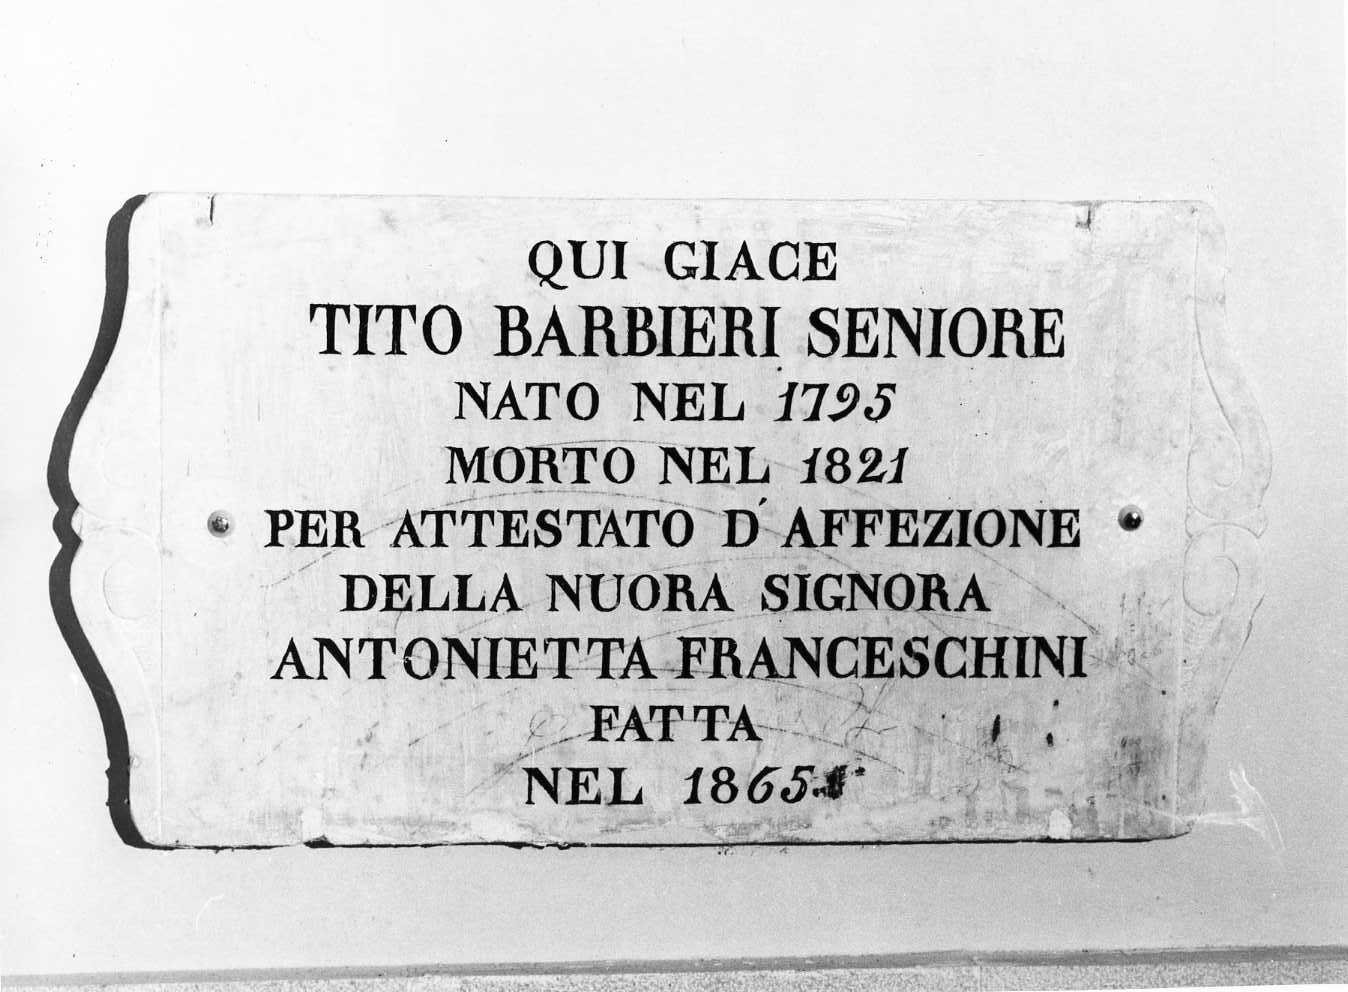 QUI GIACE
TITO BARBIERI SENIORE
NATO NEL 1795
MORTO NEL 1821
PER ATTESTATO D'AFFEZIONE
DELLA NUORA SIGNORA
ANTONIETTA FRANCESCHINI
FATTA
NEL 1865.